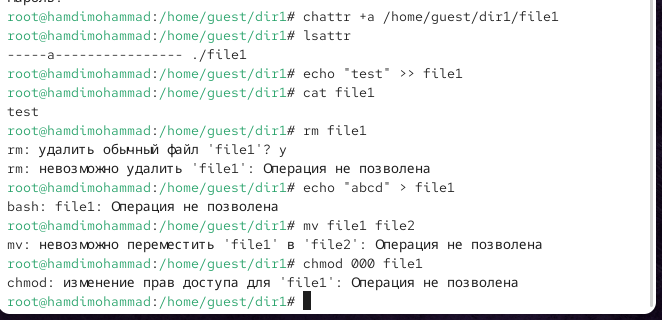 Пароль:
root@hamdimohammad:/home/guest/dir1# chattr +a /home/guest/dir1/file1
root@hamdimohammad:/home/guest/dir1# lsattr
-----a---------------- ./file1
root@hamdimohammad:/home/guest/dir1# echo "test" >> file1
root@hamdimohammad:/home/guest/dir1# cat file1
test
root@hamdimohammad:/home/guest/dir1# rm file1
rm: удалить обычный файл 'file1'? y
rm: невозможно удалить 'file1': Операция не позволена
root@hamdimohammad:/home/guest/dir1# echo "abcd" > file1
bash: file1: Операция не позволена
root@hamdimohammad:/home/guest/dir1# mv file1 file2
mv: невозможно переместить 'file1' в 'file2': Операция не позволена
root@hamdimohammad:/home/guest/dir1# chmod 000 file1
chmod: изменение прав доступа для 'file1': Операция не позволена
root@hamdimohammad:/home/guest/dir1#